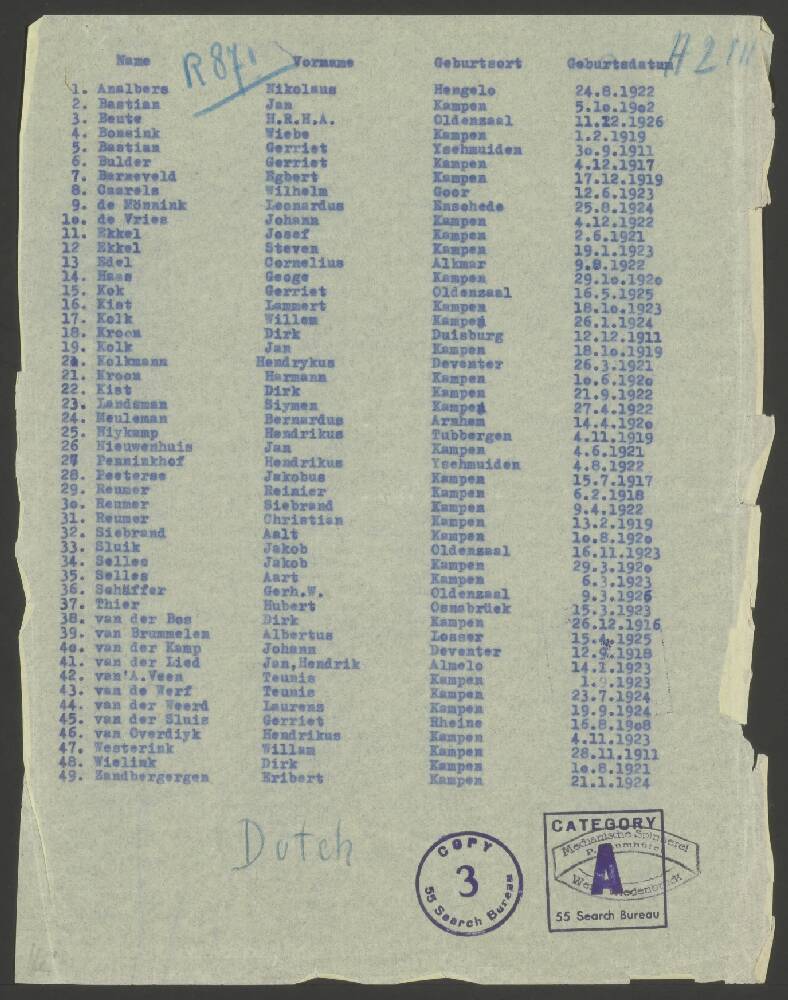 R 871
A 2 III
Name Vorname Geburtsort Geburtsdatum
1. Analbers Nikolaus Hengelo 24.8.1922
2. Bastian Jan Kampen 5.1o.19o2
3. Beute H.R.H.A. Oldenzaal 11.12.1926
4. Bonsink Wiebe Kampen 1.2.1919
5. Bastian Gerriet Ysehmuiden 3o.9.1911
6. Bulder Gerriet Kampen 4.12.1917
7. Barneveld Egbert Kampen 17.12.1919
8. Caarels Wilhelm Goor 12.6.1923
9. de Hönnink Leonardus Enschede 25.8.1924
1o. de Vries Johann Kampen 4.12.1922
11. Ekkel Josef Kampen 2.6.1921
12 Ekkel Steven Kampen 19.1.1923
13 Edel Cornelius Alkmar 9.8.1922
14. Haas Geoge Kampen 29.1o.192o
15. Kok Gerriet Oldenzaal 16.5.1925
16. Kist Lammert Kampen 18.1o.1923
17. Kolk Willem Kampen 26.1.1924
18. Kroon Dirk Duisburg 12.12.1911
19. Kolk Jan Kampen 18.1o.1919
2o. Kolkmann Hendrykus Deventer 26.3.1921
21. Kroon Harmann Kampen 1o.6.192o
22. Kist Dirk Kampen 21.9.1922
23. Landsman Siymen Kampen 27.4.1922
24. Meuleman Bernardus Arnhem 14.4.192o
25. Niykamp Hendrikus Tubbergen 4.11.1919
26 Nieuwenhuis Jan Kampen 4.6.1921
27 Penninkhof Hendrikus Ysehmuiden 4.8.1922
28. Peeterse Jakobus Kampen 15.7.1917
29. Reumer Reinier Kampen 6.2.1918
3o. Reumer Siebrand Kampen 9.4.1922
31. Reumer Christian Kampen 13.2.1919
32. Siebrand Aalt Kampen 1o.8.192o
33. Sluik Jakob Oldenzaal 16.11.1923
34. Selles Jakob Kampen 29.3.192o
35. Selles Aart Kampen 6.3.1923
36. Schäffer Gerh.W. Oldenzaal 9.3.1926
37. Thier Hubert Osnabrück 15.3.1923
38. van der Bos Dirk Kampen 26.12.1916
39. van Brummelen Albertus Losser 15.4.1925
4o. van der Kamp Johann Deventer 12.9.1918
41. van der Lied Jan,Hendrik Almelo 14.1.1923
42. van'A.Veen Teunis Kampen 1.9.1923
43. van de Werf Teunis Kampen 23.7.1924
44. van der Weerd Laurens Kampen 19.9.1924
45. van der Sluis Gerriet Rheine 16.8.19o8
46. van Overdiyk Hendrikus Kampen 4.11.1923
47. Westerink Willam Kampen 28.11.1911
48. Wielink Dirk Kampen 1o.8.1921
49. Zandbergergen Eribert Kampen 21.1.1924
Dutch
COPY
3
55 Search Bureau
CATEGORY
Mechanische Spinnerei
A
55 Search Bureau